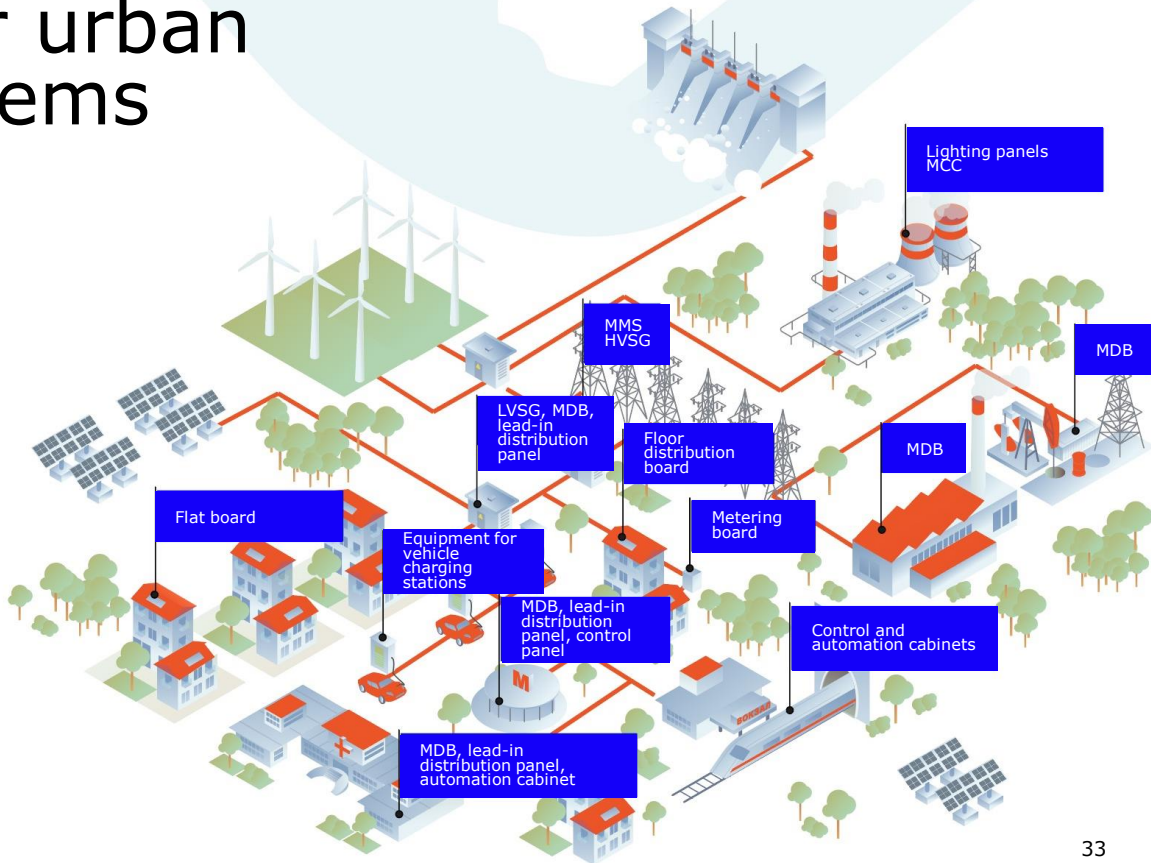 r urban
ems
Lighting panels
MCC
MMS
HVSG
MDB
LVSG, MDB,
lead-in
distribution
panel
Floor
distribution
board
MDB
Flat board
Metering
board
Equipment for
vehicle
charging
stations
MDB, lead-in
distribution
panel, control
panel
Control and
automation cabinets
M
BOKSAB
MDB, lead-in
distribution panel,
automation cabinet
33